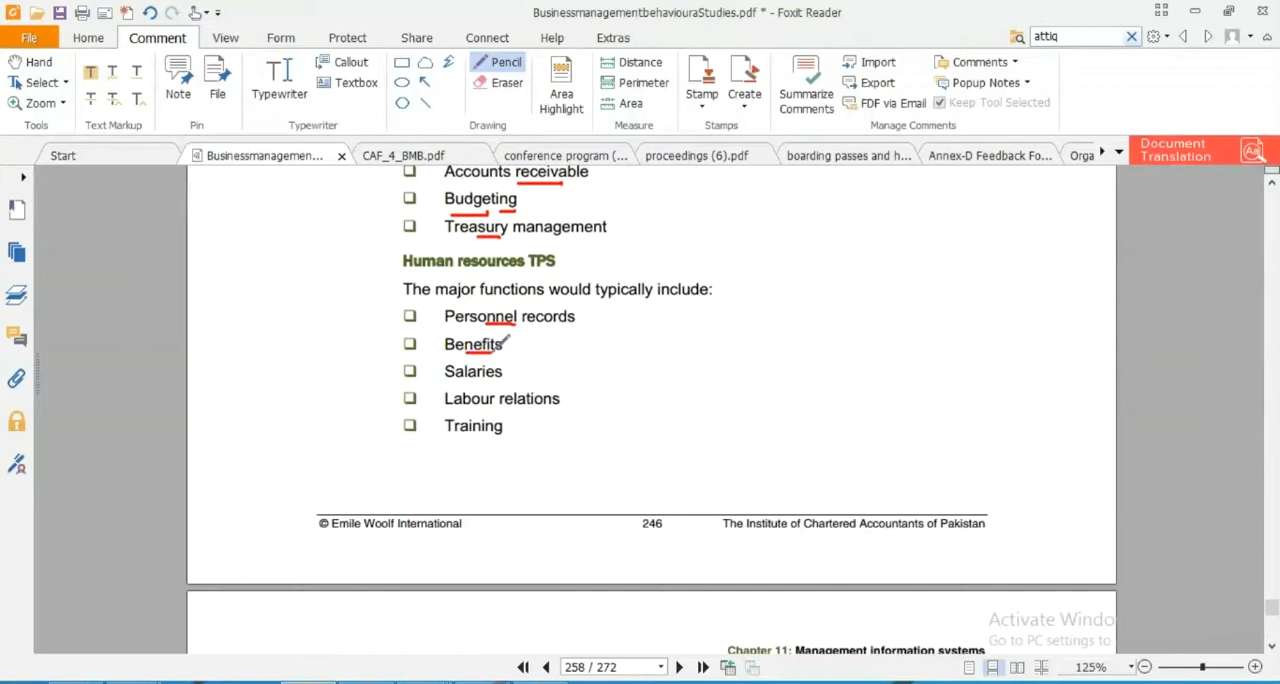 BusinessmanagementbehaviouraStudies.pdf * - Foxit Reader
File Home Comment View Form Protect Share Connect Help Extras attiq
Hand
Select
Zoom
Tools
Text Markup
Note
File
Pin
Typewriter
Callout
Textbox
Typewriter
Pencil
Eraser
Drawing
Area
Highlight
Distance
Perimeter
Area
Measure
Stamp
Create
Stamps
Summarize
Comments
Import
Export
FDF via Email
Comments
Popup Notes
Keep Tool Selected
Manage Comments
Start Businessmanagemen... CAF_4_BMB.pdf conference program (... proceedings (6).pdf boarding passes and h... Annex-D Feedback Fo... Orga
Document
Translation
Accounts receivable
Budgeting
Treasury management
Human resources TPS
The major functions would typically include:
Personnel records
Benefits
Salaries
Labour relations
Training
© Emile Woolf International 246 The Institute of Chartered Accountants of Pakistan
Activate Windo
Go to PC settings to
Chapter 11: Management information systems
258 / 272 125%